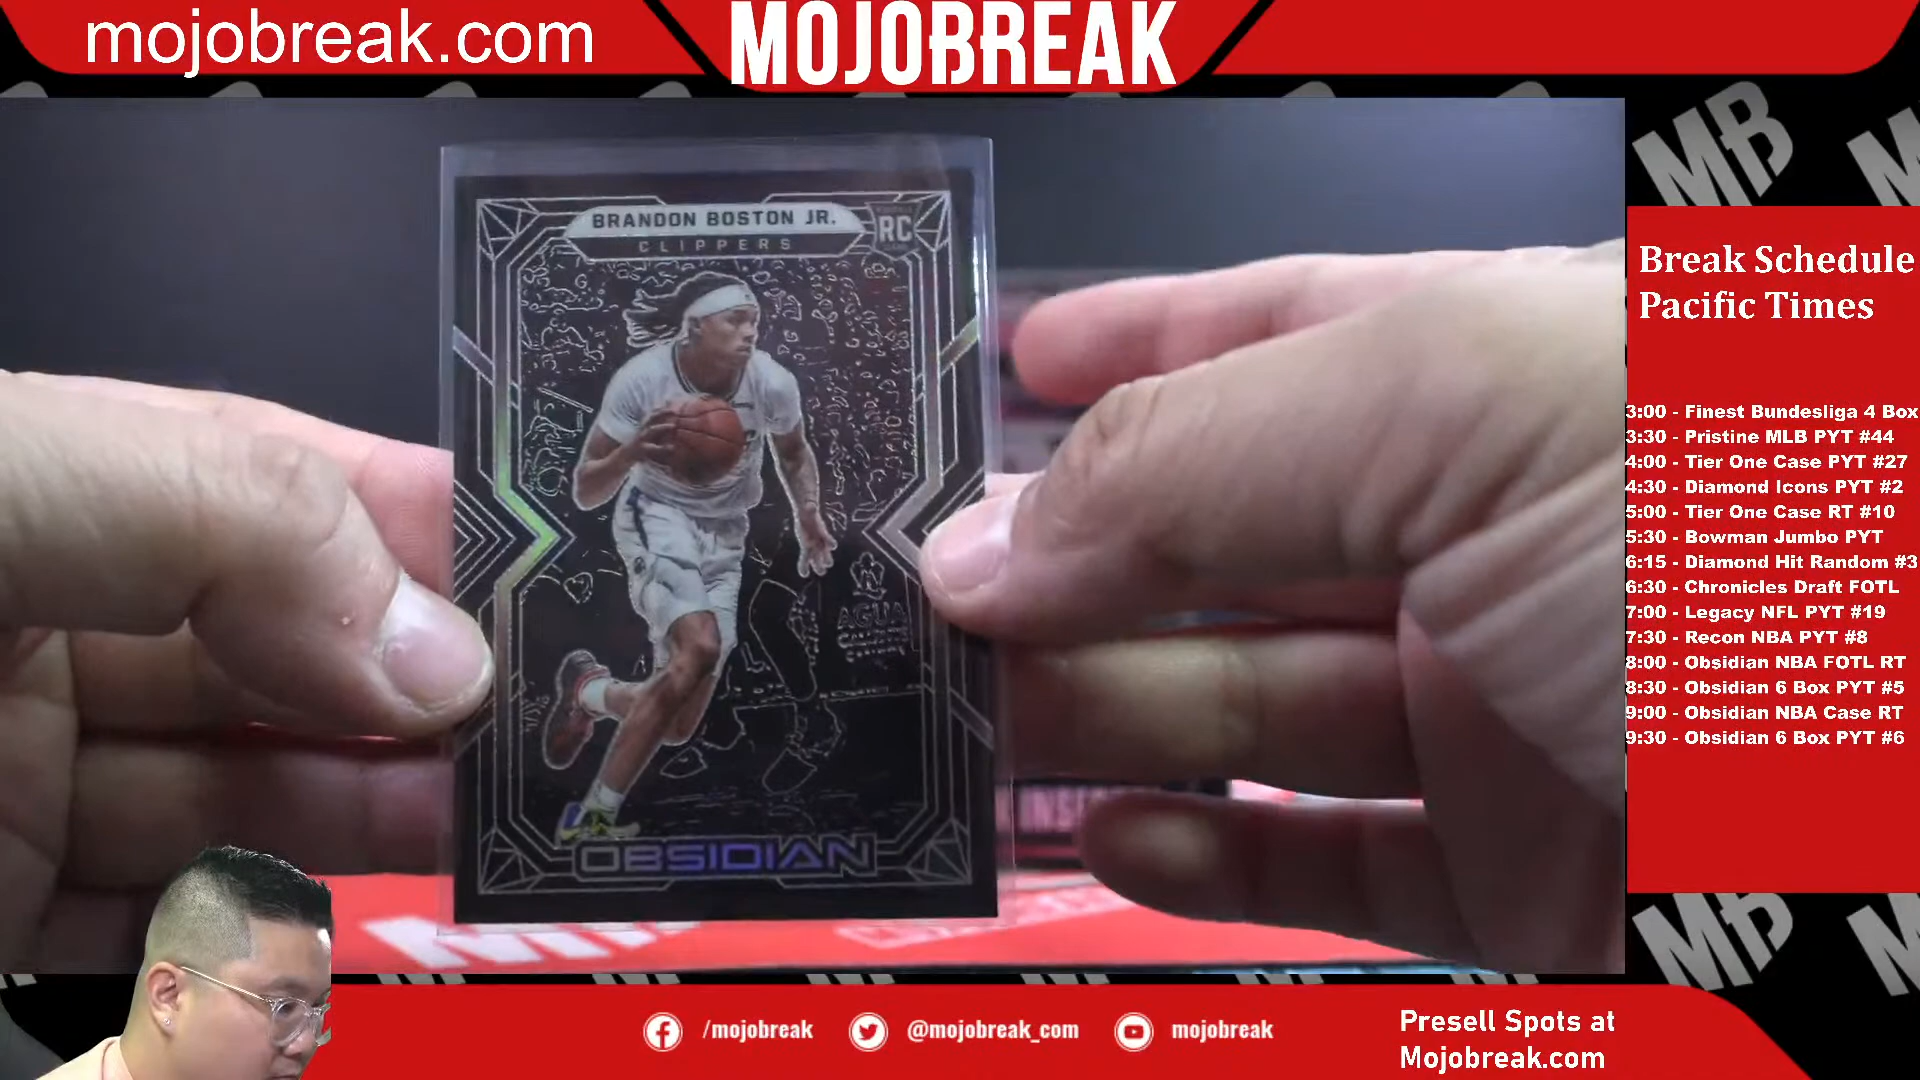 mojobreak.com
MOJOBREAK
BRANDON BOSTON JR.
CLIPPERS
RC
AGUA
OBSIDIAN
Break Schedule
Pacific Times
3:00 - Finest Bundesliga 4 Box
3:30 - Pristine MLB PYT #44
4:00 - Tier One Case PYT #27
4:30 - Diamond Icons PYT #2
5:00 - Tier One Case RT #10
5:30 - Bowman Jumbo PYT
6:15 - Diamond Hit Random #3
6:30 - Chronicles Draft FOTL
7:00 - Legacy NFL PYT #19
7:30 - Recon NBA PYT #8
8:00 - Obsidian NBA FOTL RT
8:30 - Obsidian 6 Box PYT #5
9:00 - Obsidian NBA Case RT
9:30 - Obsidian 6 Box PYT #6
MB
MB
/mojobreak
@mojobreak_com
mojobreak
Presell Spots at
Mojobreak.com